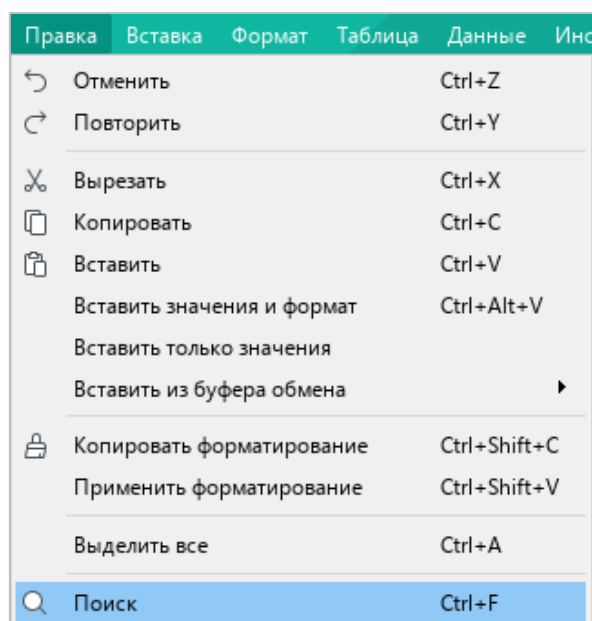 Правка Вставка Формат Таблица Данные
Отменить Ctrl+Z
Повторить Ctrl+Y
Вырезать Ctrl+X
Копировать Ctrl+C
Вставить Ctrl+V
Вставить значения и формат Ctrl+Alt+V
Вставить только значения
Вставить из буфера обмена
Копировать форматирование Ctrl+Shift+C
Применить форматирование Ctrl+Shift+V
Выделить все Ctrl+A
Поиск Ctrl+F